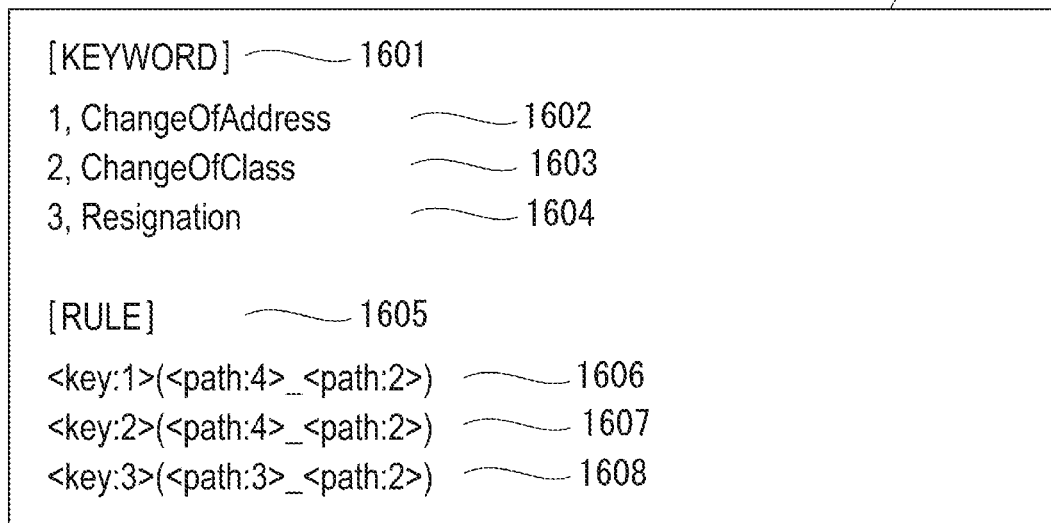 [KEYWORD] 1601
1, ChangeOfAddress 1602
2, ChangeOfClass 1603
3, Resignation 1604
[RULE] 1605
<key:1>(<path:4>_<path:2>) 1606
<key:2>(<path:4>_<path:2>) 1607
<key:3>(<path:3>_<path:2>) 1608